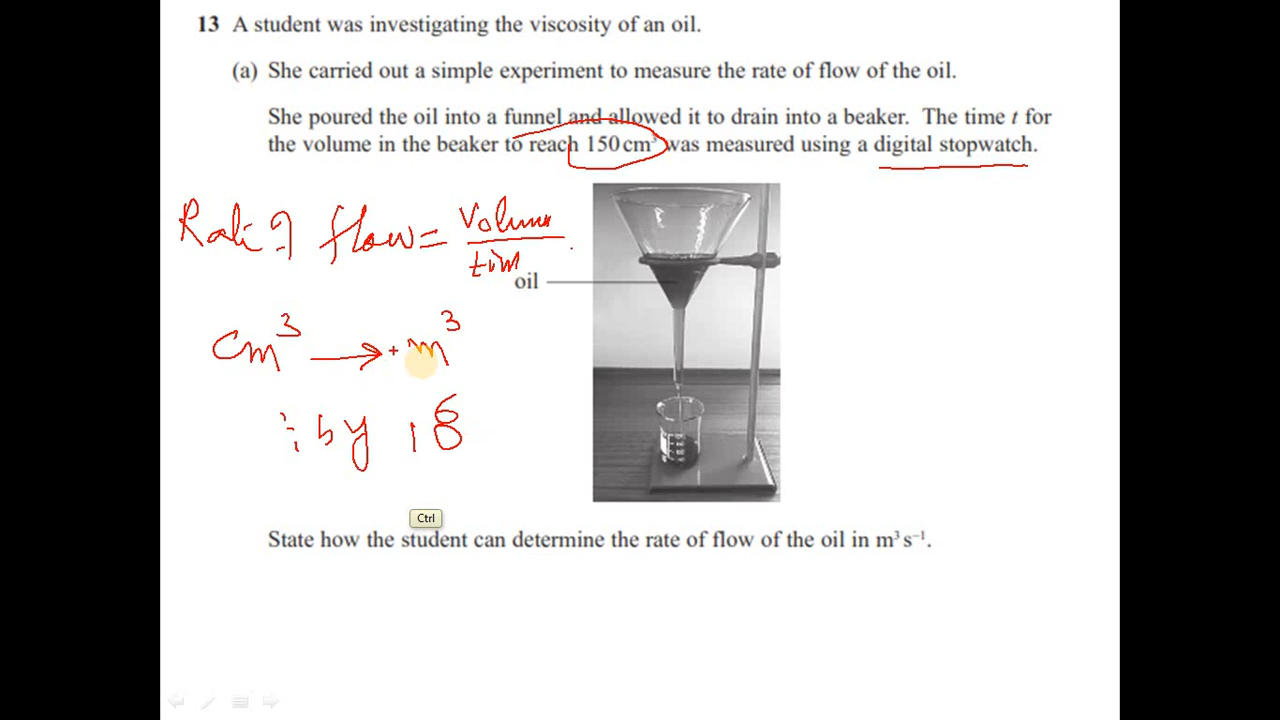 13 A student was investigating the viscosity of an oil.
(a) She carried out a simple experiment to measure the rate of flow of the oil.
She poured the oil into a funnel and allowed it to drain into a beaker. The time t for
the volume in the beaker to reach 150 cm³ was measured using a digital stopwatch.
Rate of flow = Volume
time
oil
cm³ → m³
÷ by 10⁶
Ctrl
State how the student can determine the rate of flow of the oil in m³ s⁻¹.